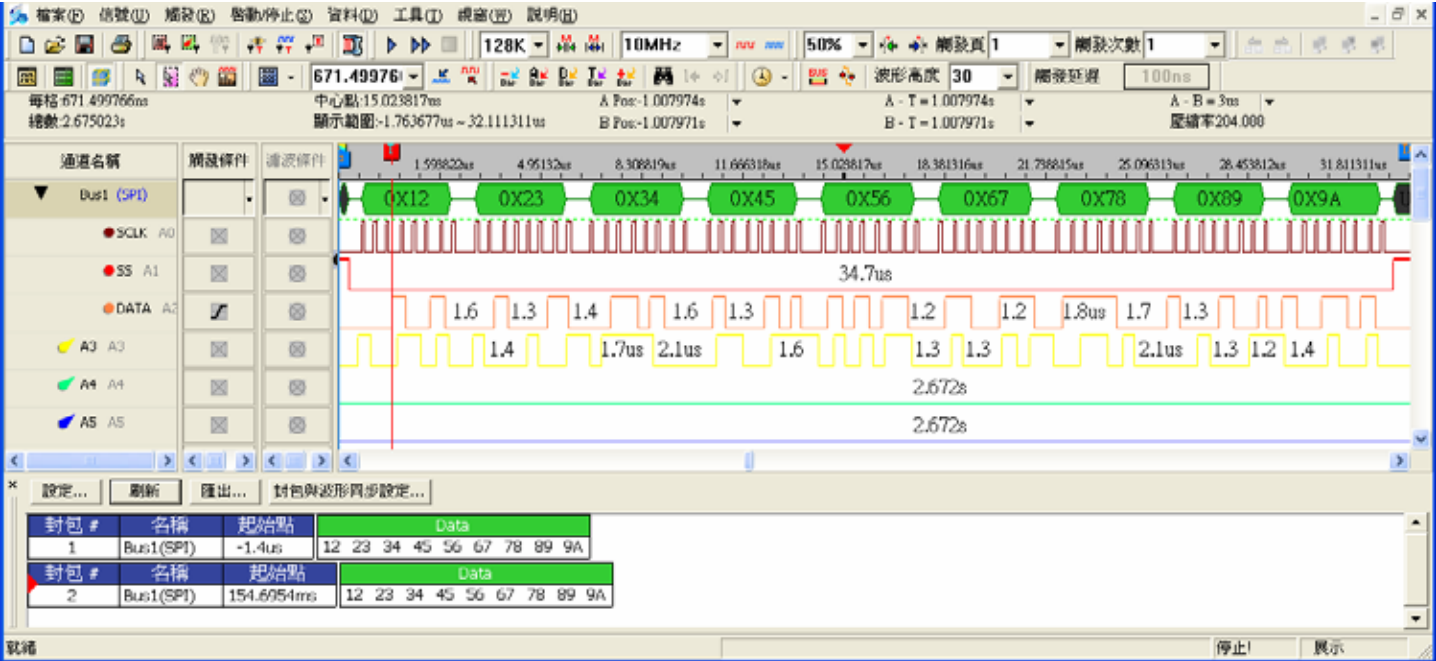 檔案(F) 信號(U) 觸發(R) 啓動/停止(S) 資料(D) 工具(T) 視窗(W) 說明(H)
128K 10MHz 50% 觸發頁 1 觸發次數 1
671.49976 波形高度 30 觸發延遲 100ns
每格:671.499766ns 中心點:15.023817us A Pos:-1.007974s A - T = 1.007974s A - B = 3ns
總數:2.675023s 顯示範圍:-1.763677us ~ 32.111311us B Pos:-1.007971s B - T = 1.007971s 壓縮率204.000
通道名稱 觸發條件 濾波條件 1.599822us 4.95132us 8.308819us 11.666318us 15.023817us 18.381316us 21.738815us 25.096313us 28.453812us 31.811311us
Bus1 (SPI) 0X12 0X23 0X34 0X45 0X56 0X67 0X78 0X89 0X9A
SCLK A0
SS A1 34.7us
DATA A2 1.6 1.3 1.4 1.6 1.3 1.2 1.2 1.8us 1.7 1.3
A3 A3 1.4 1.7us 2.1us 1.6 1.3 1.3 2.1us 1.3 1.2 1.4
A4 A4 2.672s
A5 A5 2.672s
設定... 刷新 匯出... 封包與波形同步設定...
封包 # 名稱 起始點 Data
1 Bus1(SPI) -1.4us 12 23 34 45 56 67 78 89 9A
封包 # 名稱 起始點 Data
2 Bus1(SPI) 154.6954ms 12 23 34 45 56 67 78 89 9A
就緒 停止! 展示